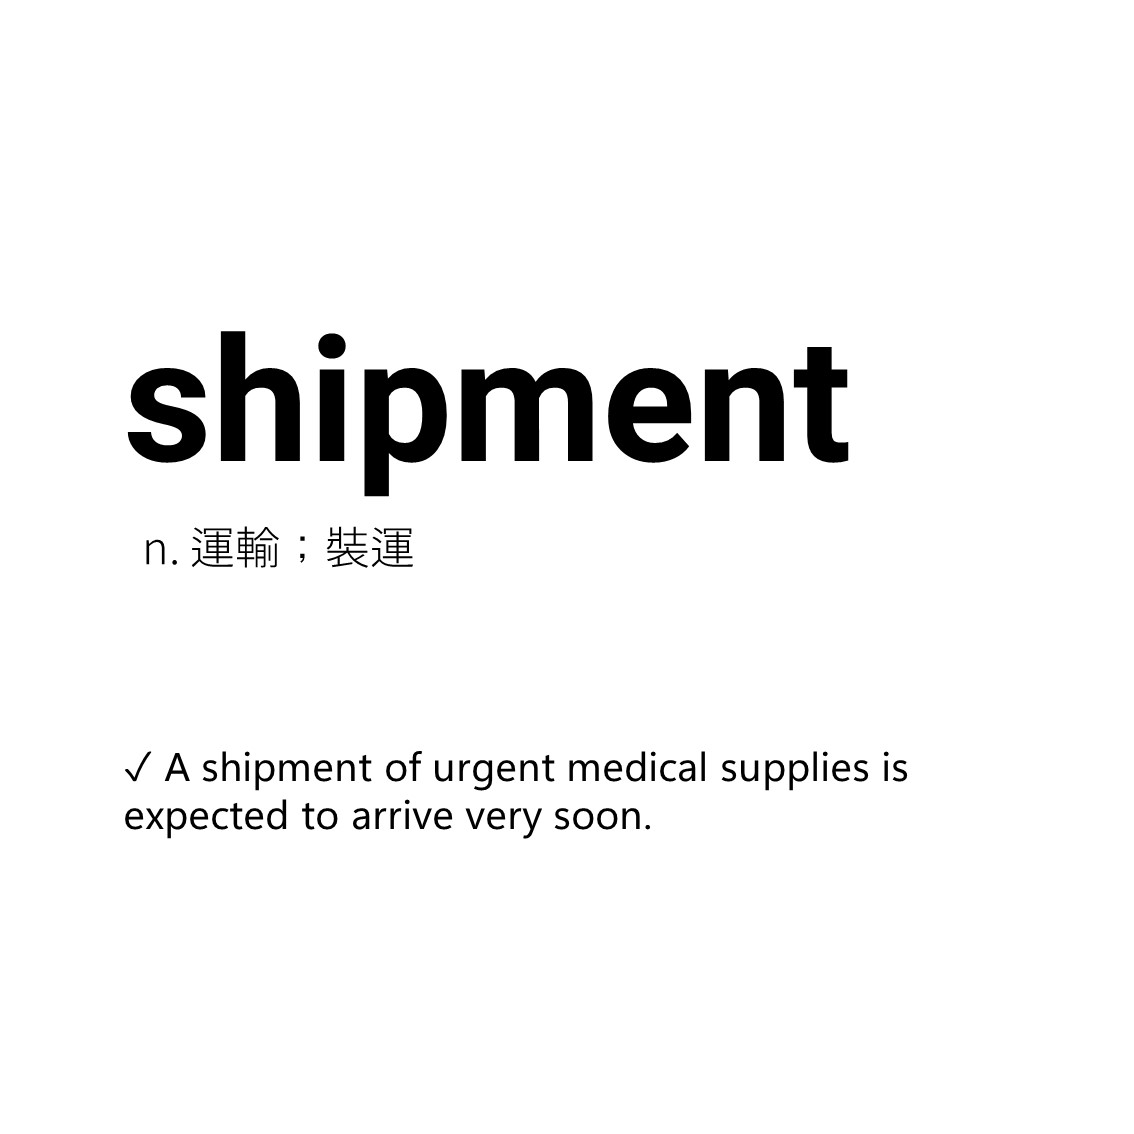 shipment
n. 運輸；裝運
✓ A shipment of urgent medical supplies is
expected to arrive very soon.